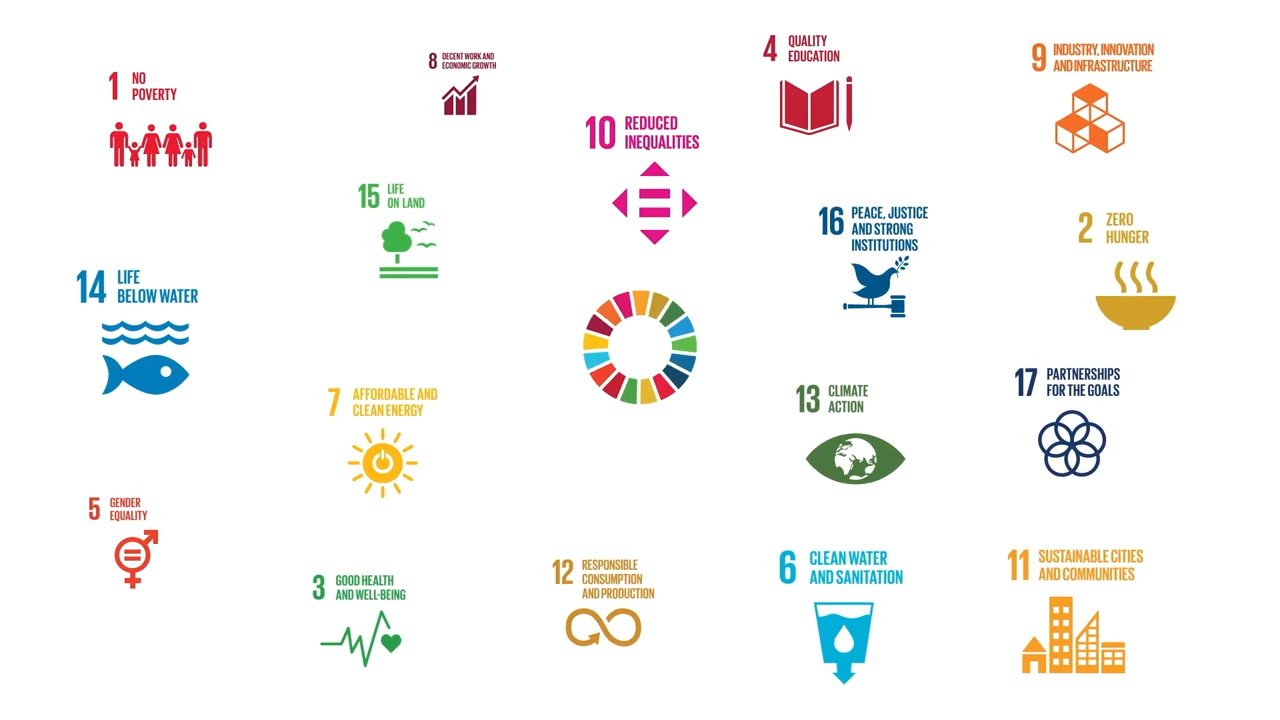 1 NO
POVERTY
8 DECENT WORK AND
ECONOMIC GROWTH
4 QUALITY
EDUCATION
9 INDUSTRY, INNOVATION
AND INFRASTRUCTURE
10 REDUCED
INEQUALITIES
15 LIFE
ON LAND
16 PEACE, JUSTICE
AND STRONG
INSTITUTIONS
2 ZERO
HUNGER
14 LIFE
BELOW WATER
7 AFFORDABLE AND
CLEAN ENERGY
13 CLIMATE
ACTION
17 PARTNERSHIPS
FOR THE GOALS
5 GENDER
EQUALITY
3 GOOD HEALTH
AND WELL-BEING
12 RESPONSIBLE
CONSUMPTION
AND PRODUCTION
6 CLEAN WATER
AND SANITATION
11 SUSTAINABLE CITIES
AND COMMUNITIES